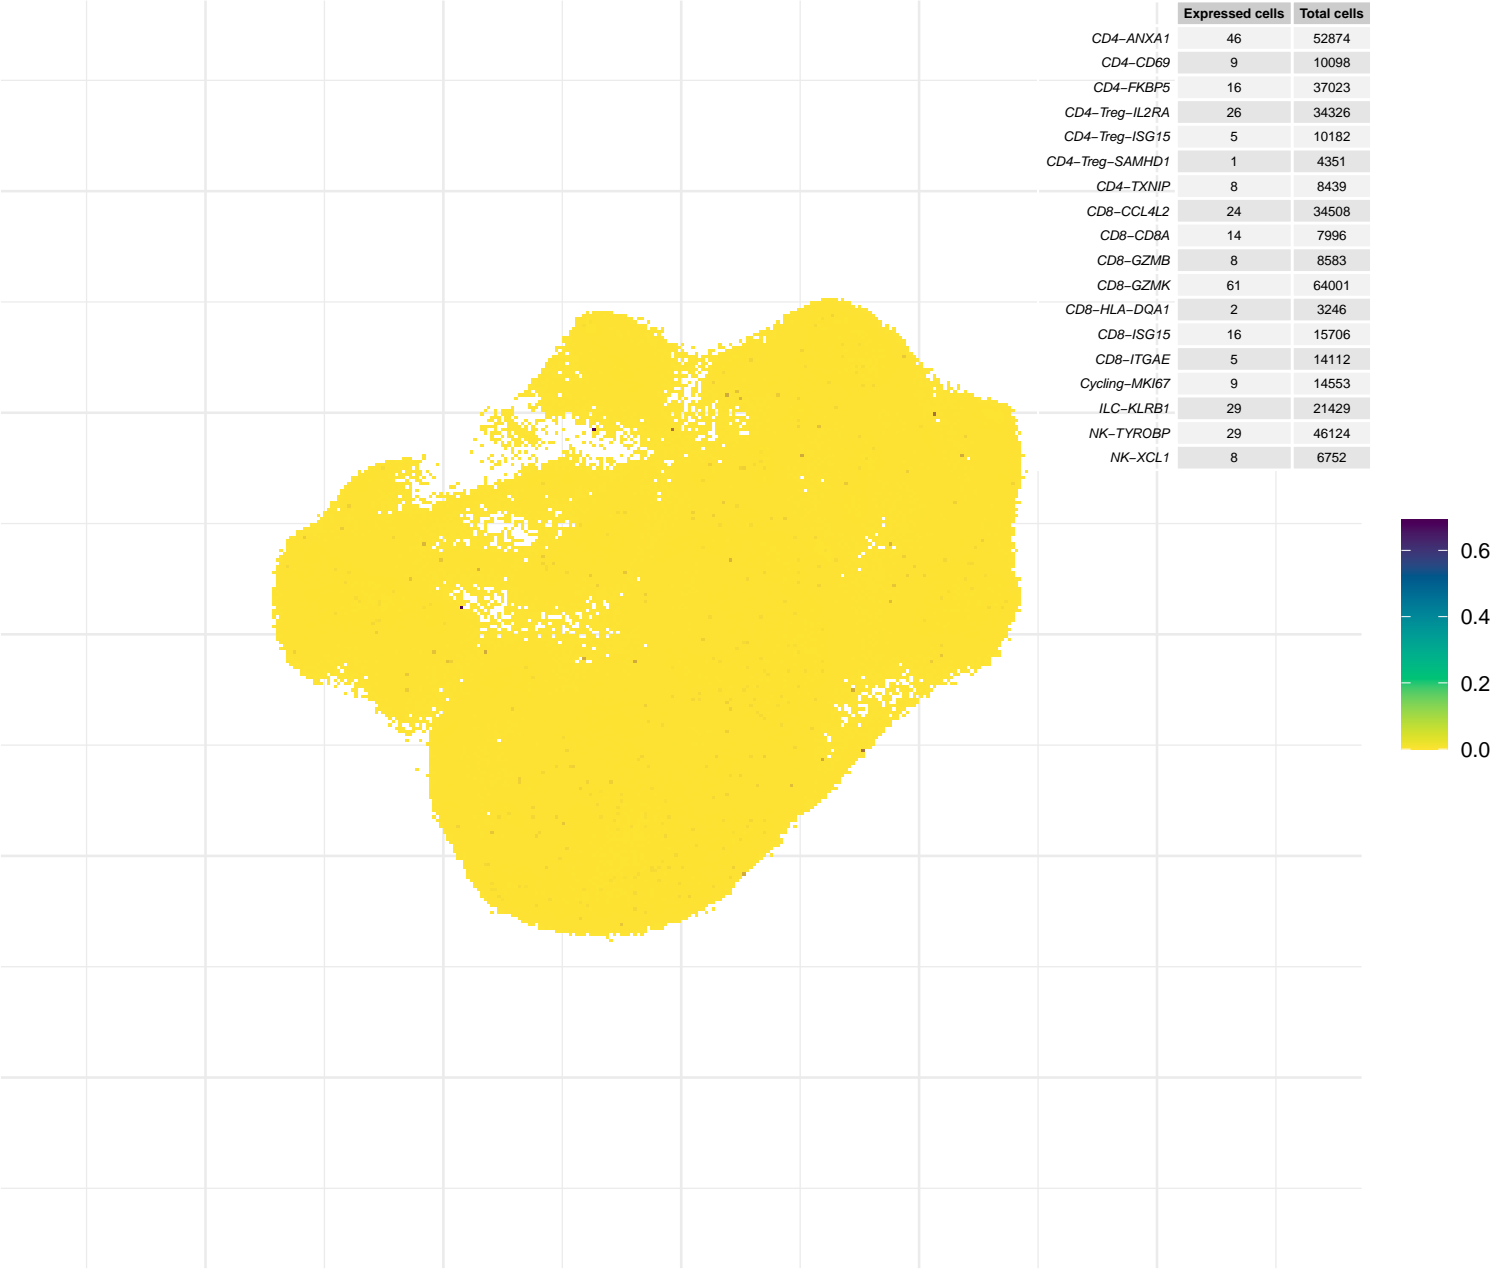 Expressed cells Total cells
CD4−ANXA1 46 52874
CD4−CD69 9 10098
CD4−FKBP5 16 37023
CD4−Treg−IL2RA 26 34326
CD4−Treg−ISG15 5 10182
CD4−Treg−SAMHD1 1 4351
CD4−TXNIP 8 8439
CD8−CCL4L2 24 34508
CD8−CD8A 14 7996
CD8−GZMB 8 8583
CD8−GZMK 61 64001
CD8−HLA−DQA1 2 3246
CD8−ISG15 16 15706
CD8−ITGAE 5 14112
Cycling−MKI67 9 14553
ILC−KLRB1 29 21429
NK−TYROBP 29 46124
NK−XCL1 8 6752
0.6
0.4
0.2
0.0